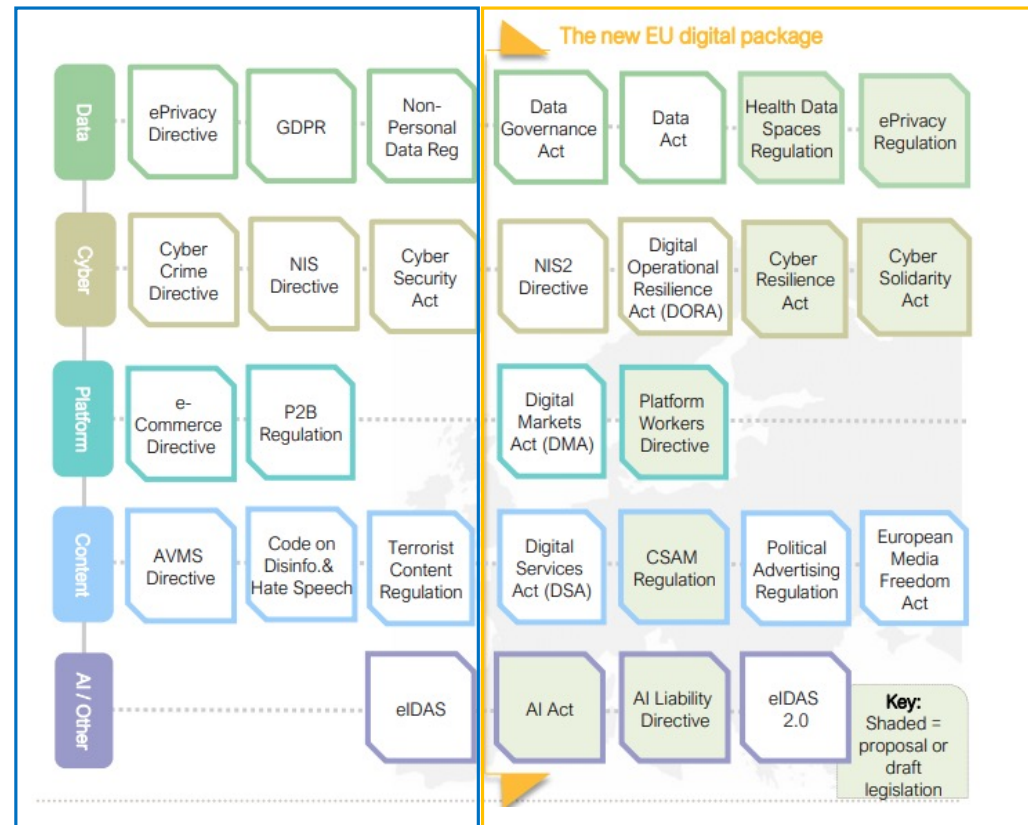 The new EU digital package
Data
ePrivacy
Directive
GDPR
Non-
Personal
Data Reg
Data
Governance
Act
Data
Act
Health Data
Spaces
Regulation
ePrivacy
Regulation
Cyber
Cyber
Crime
Directive
NIS
Directive
Cyber
Security
Act
NIS2
Directive
Digital
Operational
Resilience
Act (DORA)
Cyber
Resilience
Act
Cyber
Solidarity
Act
Platform
e-
Commerce
Directive
P2B
Regulation
Digital
Markets
Act (DMA)
Platform
Workers
Directive
Content
AVMS
Directive
Code on
Disinfo.&
Hate Speech
Terrorist
Content
Regulation
Digital
Services
Act (DSA)
CSAM
Regulation
Political
Advertising
Regulation
European
Media
Freedom
Act
AI / Other
eIDAS
AI Act
AI Liability
Directive
eIDAS
2.0
Key:
Shaded =
proposal or
draft
legislation